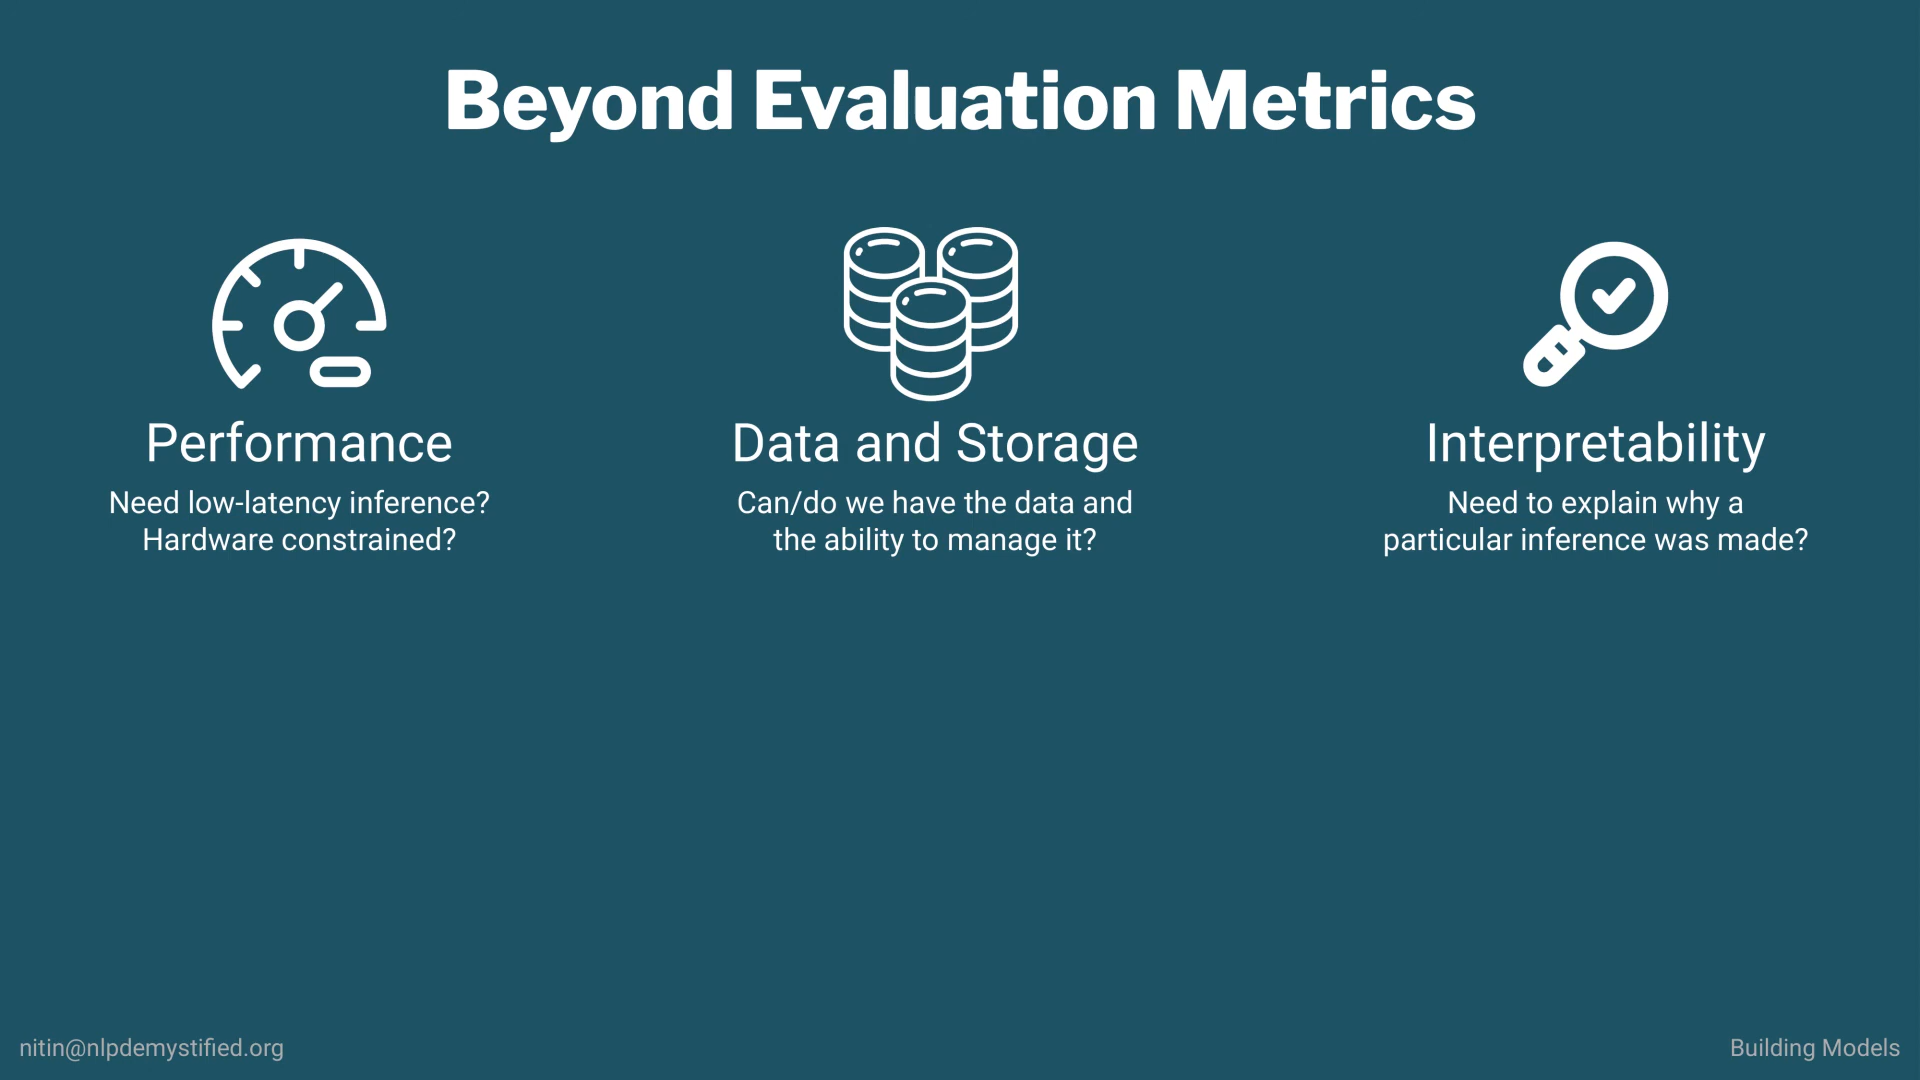 Beyond Evaluation Metrics
Performance
Need low-latency inference?
Hardware constrained?
Data and Storage
Can/do we have the data and
the ability to manage it?
Interpretability
Need to explain why a
particular inference was made?
nitin@nlpdemystified.org
Building Models